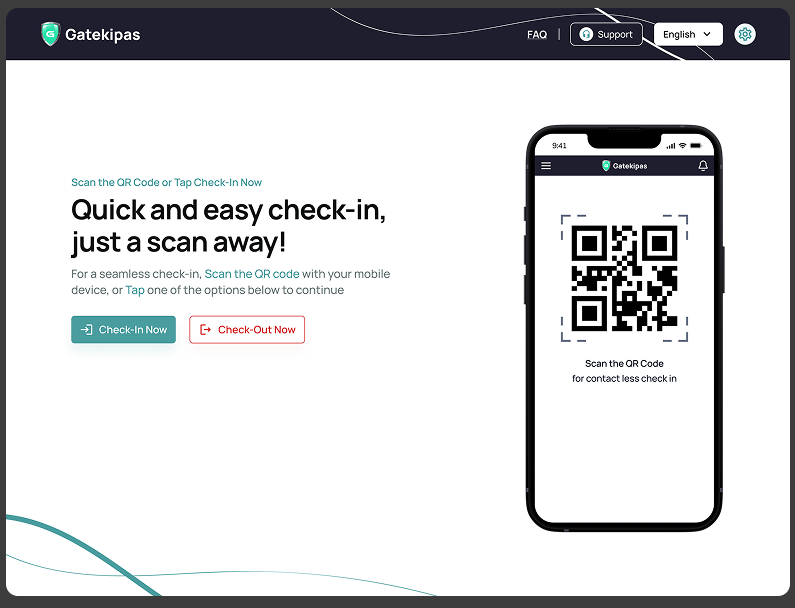 Gatekipas
FAQ
Support
English
Scan the QR Code or Tap Check-In Now
Quick and easy check-in,
just a scan away!
For a seamless check-in, Scan the QR code with your mobile
device, or Tap one of the options below to continue
Check-In Now
Check-Out Now
9:41
Gatekipas
Scan the QR Code
for contact less check in